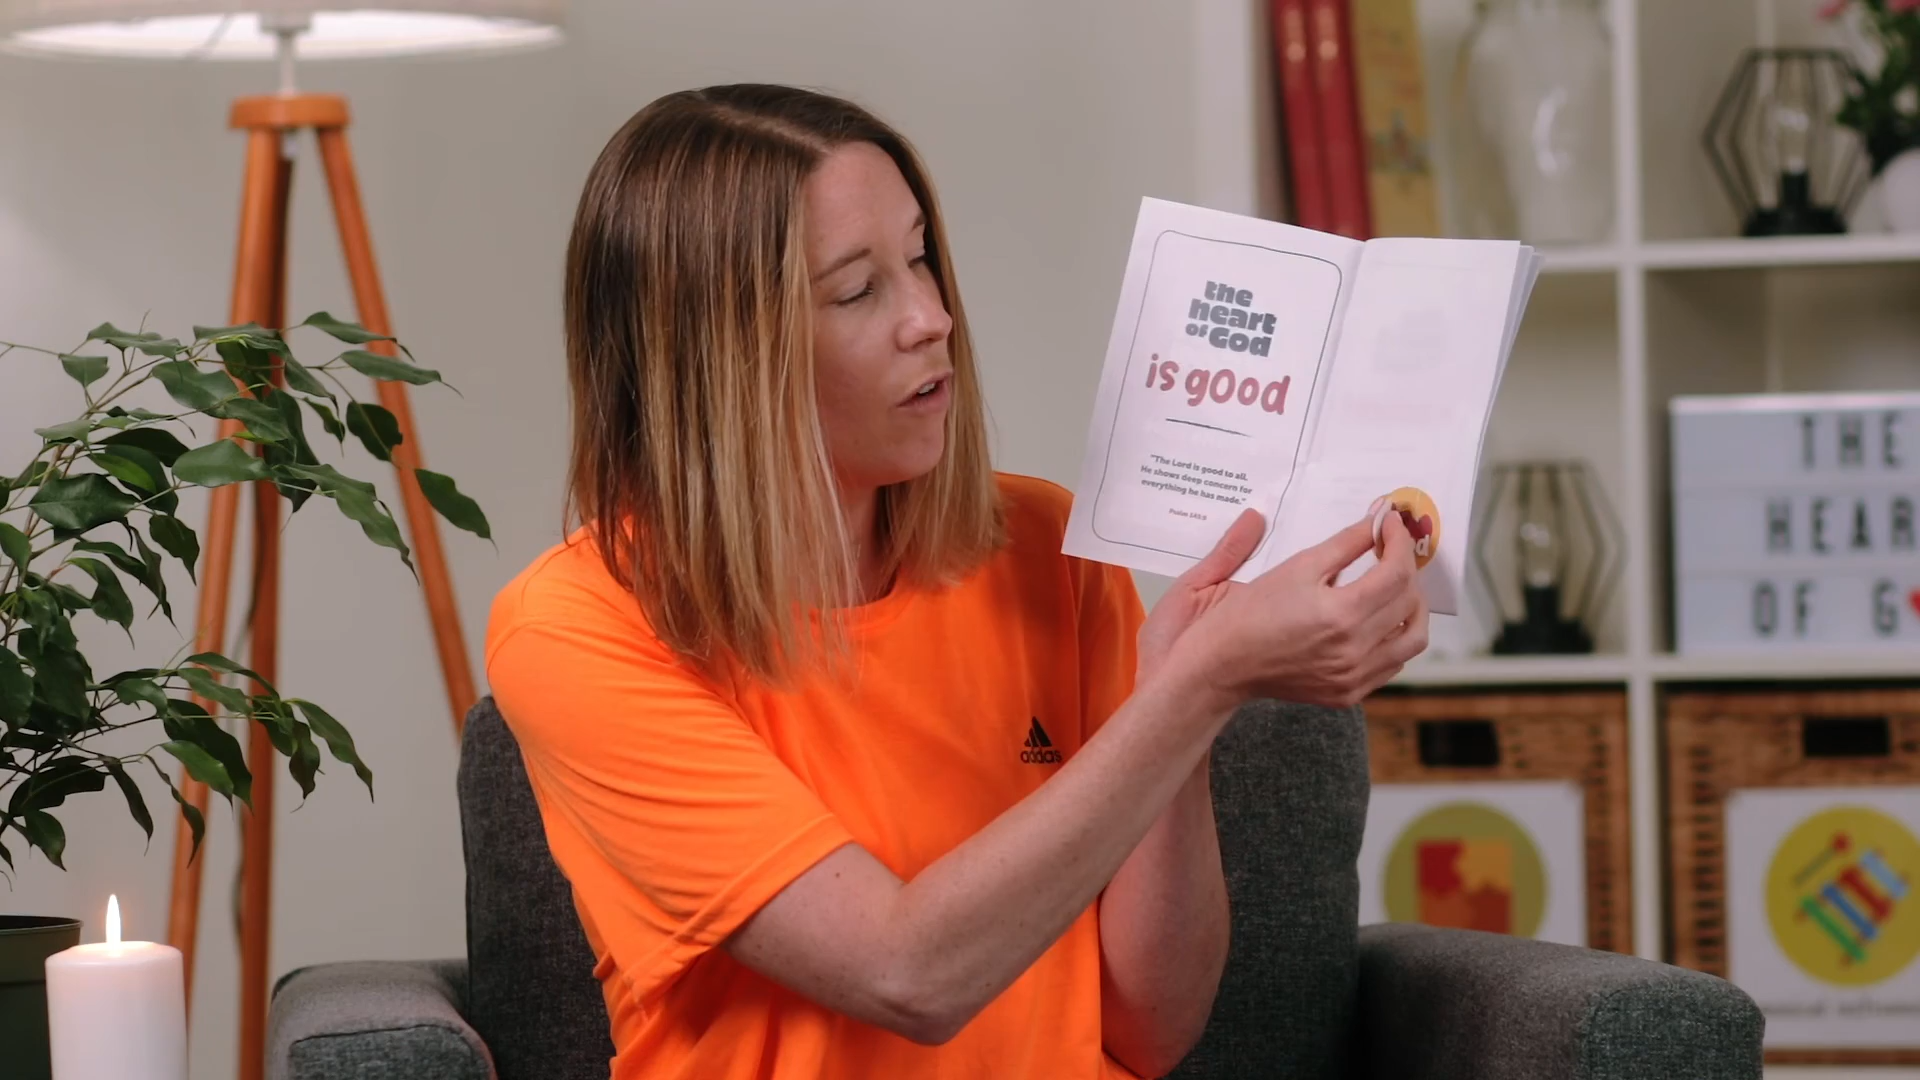 the
heart
of God
is good
"The Lord is good to all.
He shows deep concern for
everything he has made."
adidas
THE
HEAR
OF G